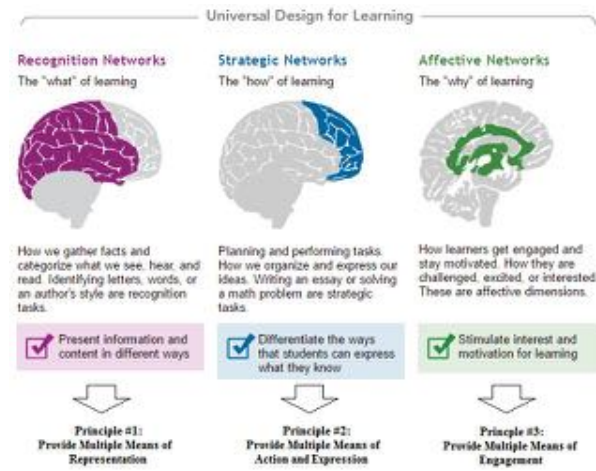 Universal Design for Learning
Recognition Networks
The "what" of learning
How we gather facts and
categorize what we see, hear, and
read. Identifying letters, words, or
an author's style are recognition
tasks.
Present information and
content in different ways
Principle #1:
Provide Multiple Means of
Representation
Strategic Networks
The "how" of learning
Planning and performing tasks.
How we organize and express our
ideas. Writing an essay or solving
a math problem are strategic
tasks.
Differentiate the ways
that students can express
what they know
Principle #2:
Provide Multiple Means of
Action and Expression
Affective Networks
The "why" of learning
How learners get engaged and
stay motivated. How they are
challenged, excited, or interested.
These are affective dimensions.
Stimulate interest and
motivation for learning
Principle #3:
Provide Multiple Means of
Engagement